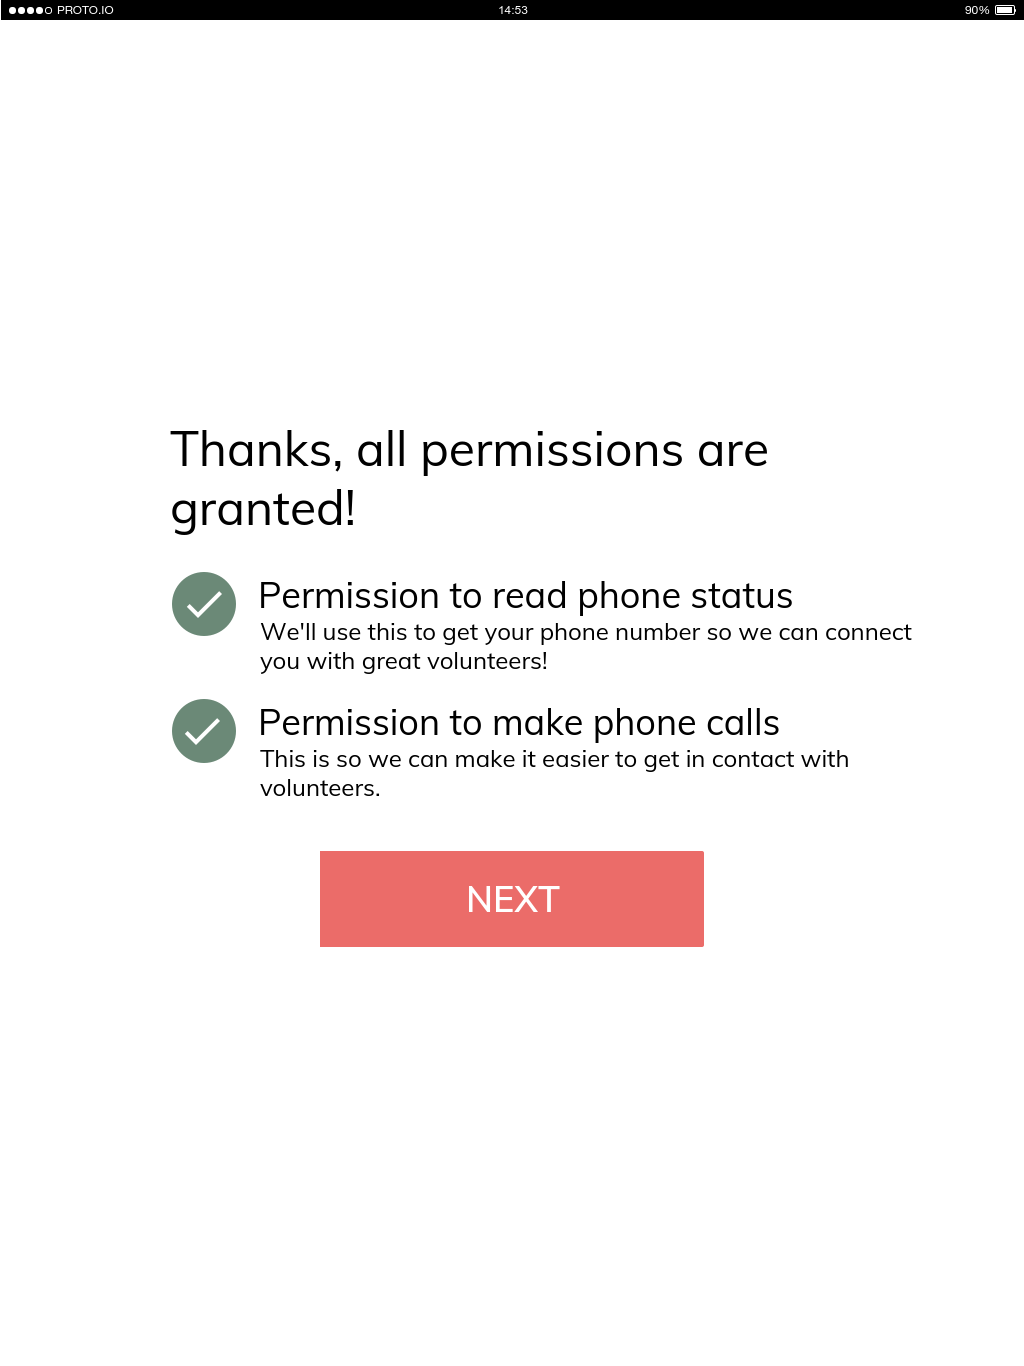 PROTO.IO 14:53 90%
Thanks, all permissions are
granted!
Permission to read phone status
We'll use this to get your phone number so we can connect
you with great volunteers!
Permission to make phone calls
This is so we can make it easier to get in contact with
volunteers.
NEXT